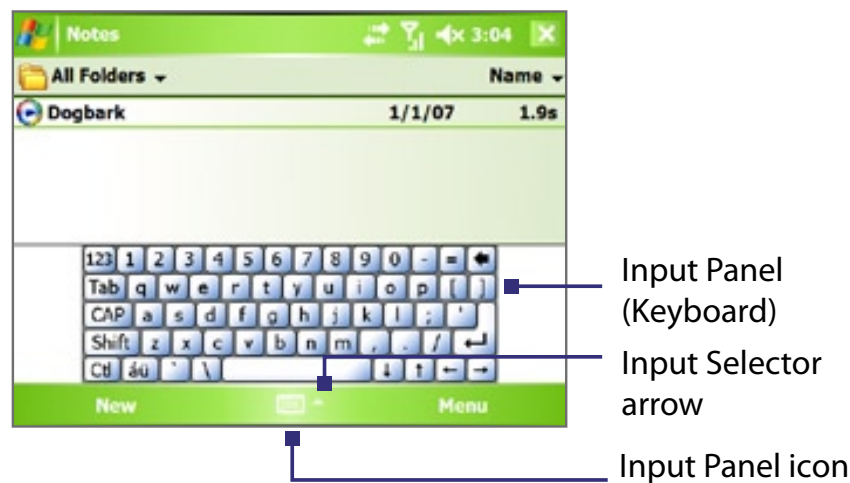 Notes 3:04
All Folders Name
Dogbark 1/1/07 1.9s
123 1 2 3 4 5 6 7 8 9 0 - =
Tab q w e r t y u i o p [ ]
CAP a s d f g h j k l ; '
Shift z x c v b n m , . /
Ctl áü ` \ ↓ ↑ ← →
New Menu
Input Panel
(Keyboard)
Input Selector
arrow
Input Panel icon